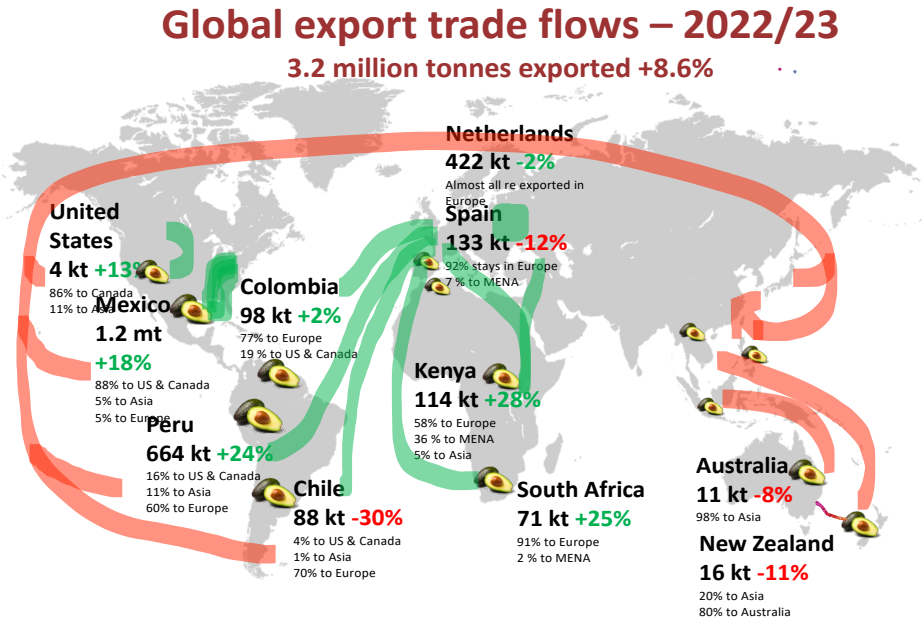 Global export trade flows – 2022/23
3.2 million tonnes exported +8.6%
Netherlands
422 kt -2%
Almost all re exported in
Europe
Spain
133 kt -12%
92% stays in Europe
7 % to MENA
United
States
4 kt +13%
86% to Canada
11% to Asia
Mexico
1.2 mt
+18%
88% to US & Canada
5% to Asia
5% to Europe
Colombia
98 kt +2%
77% to Europe
19 % to US & Canada
Kenya
114 kt +28%
58% to Europe
36 % to MENA
5% to Asia
Peru
664 kt +24%
16% to US & Canada
11% to Asia
60% to Europe
Chile
88 kt -30%
4% to US & Canada
1% to Asia
70% to Europe
South Africa
71 kt +25%
91% to Europe
2 % to MENA
Australia
11 kt -8%
98% to Asia
New Zealand
16 kt -11%
20% to Asia
80% to Australia